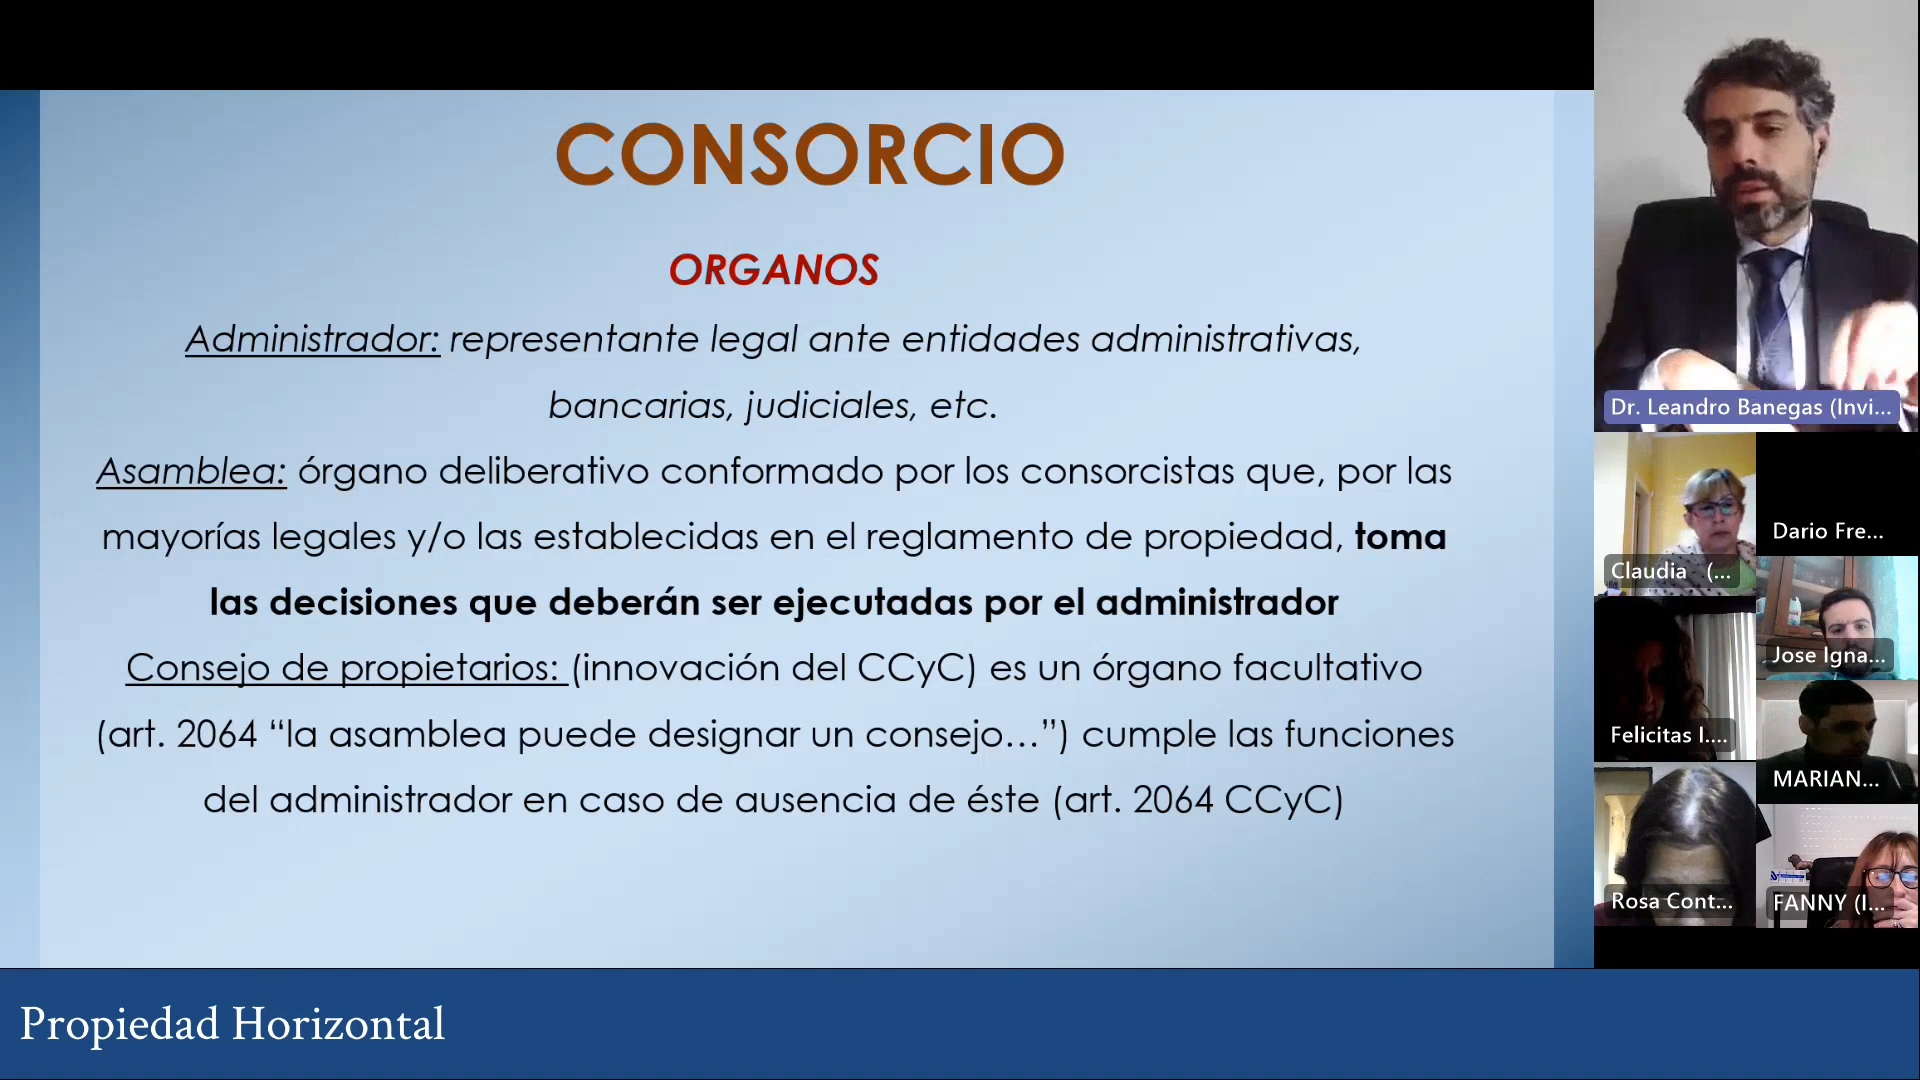 CONSORCIO
ORGANOS
Administrador: representante legal ante entidades administrativas,
bancarias, judiciales, etc.
Asamblea: órgano deliberativo conformado por los consorcistas que, por las
mayorías legales y/o las establecidas en el reglamento de propiedad, toma
las decisiones que deberán ser ejecutadas por el administrador
Consejo de propietarios: (innovación del CCyC) es un órgano facultativo
(art. 2064 “la asamblea puede designar un consejo…”) cumple las funciones
del administrador en caso de ausencia de éste (art. 2064 CCyC)
Dr. Leandro Banegas (Invi...
Claudia (...
Dario Fre...
Jose Igna...
Felicitas I....
MARIAN...
Rosa Cont...
FANNY (I...
Propiedad Horizontal